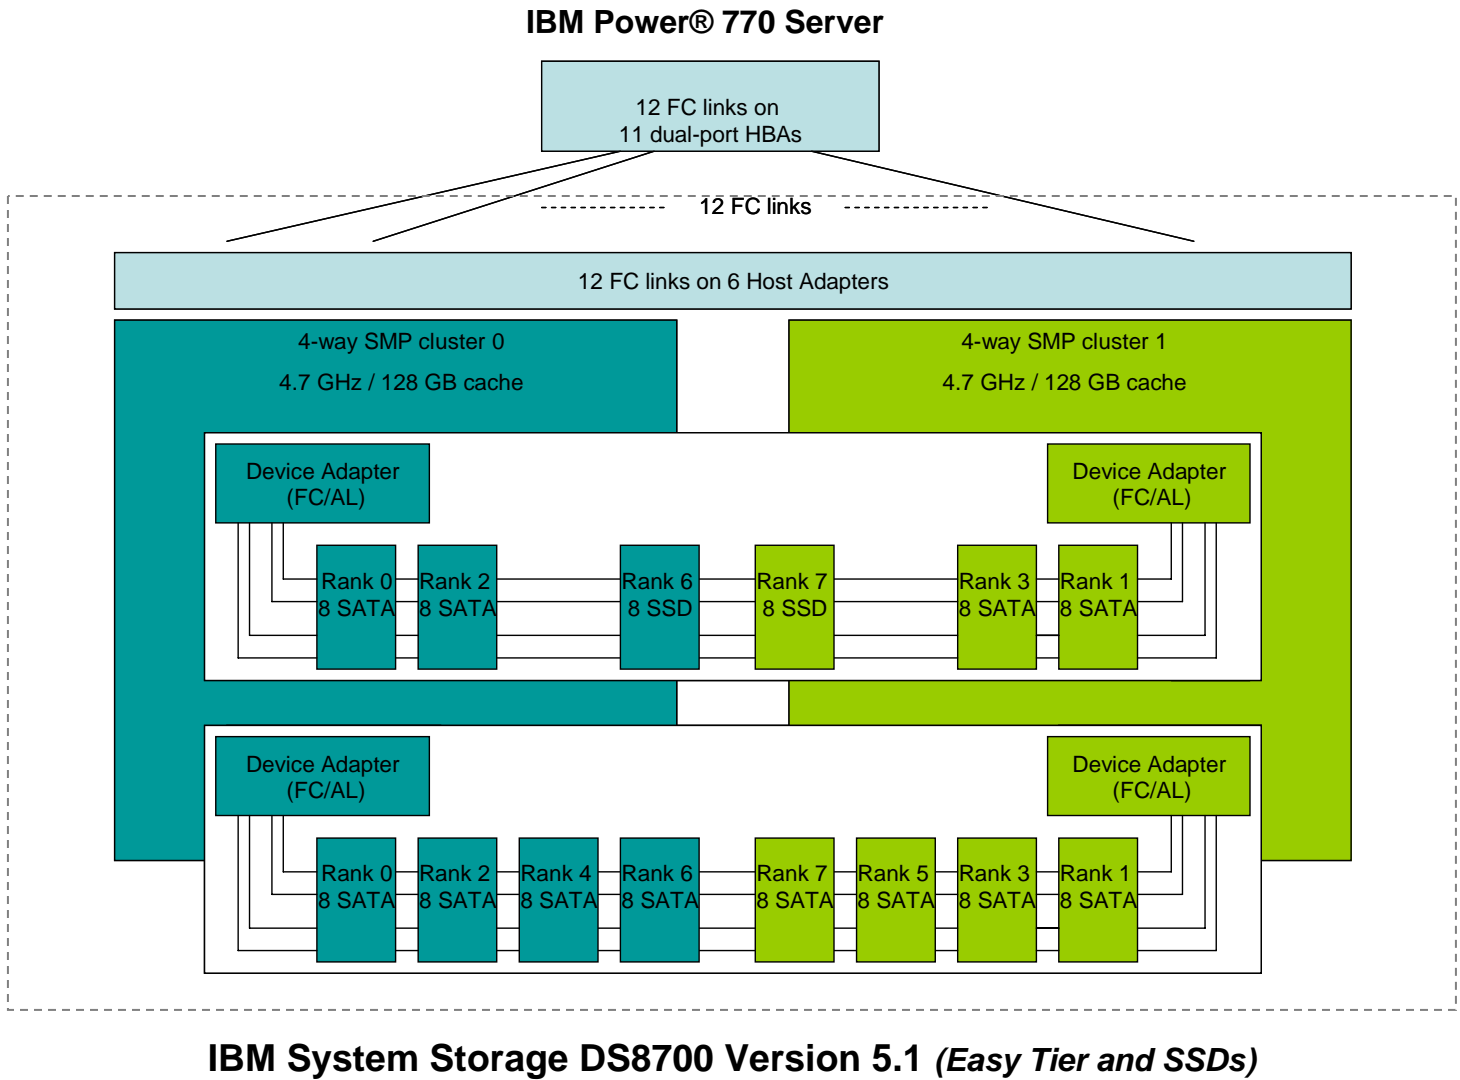 IBM Power® 770 Server
12 FC links on
11 dual-port HBAs
12 FC links
12 FC links on 6 Host Adapters
4-way SMP cluster 0
4.7 GHz / 128 GB cache
4-way SMP cluster 1
4.7 GHz / 128 GB cache
Device Adapter
(FC/AL)
Device Adapter
(FC/AL)
Rank 0
8 SATA
Rank 2
8 SATA
Rank 6
8 SSD
Rank 7
8 SSD
Rank 3
8 SATA
Rank 1
8 SATA
Device Adapter
(FC/AL)
Device Adapter
(FC/AL)
Rank 0
8 SATA
Rank 2
8 SATA
Rank 4
8 SATA
Rank 6
8 SATA
Rank 7
8 SATA
Rank 5
8 SATA
Rank 3
8 SATA
Rank 1
8 SATA
IBM System Storage DS8700 Version 5.1 (Easy Tier and SSDs)